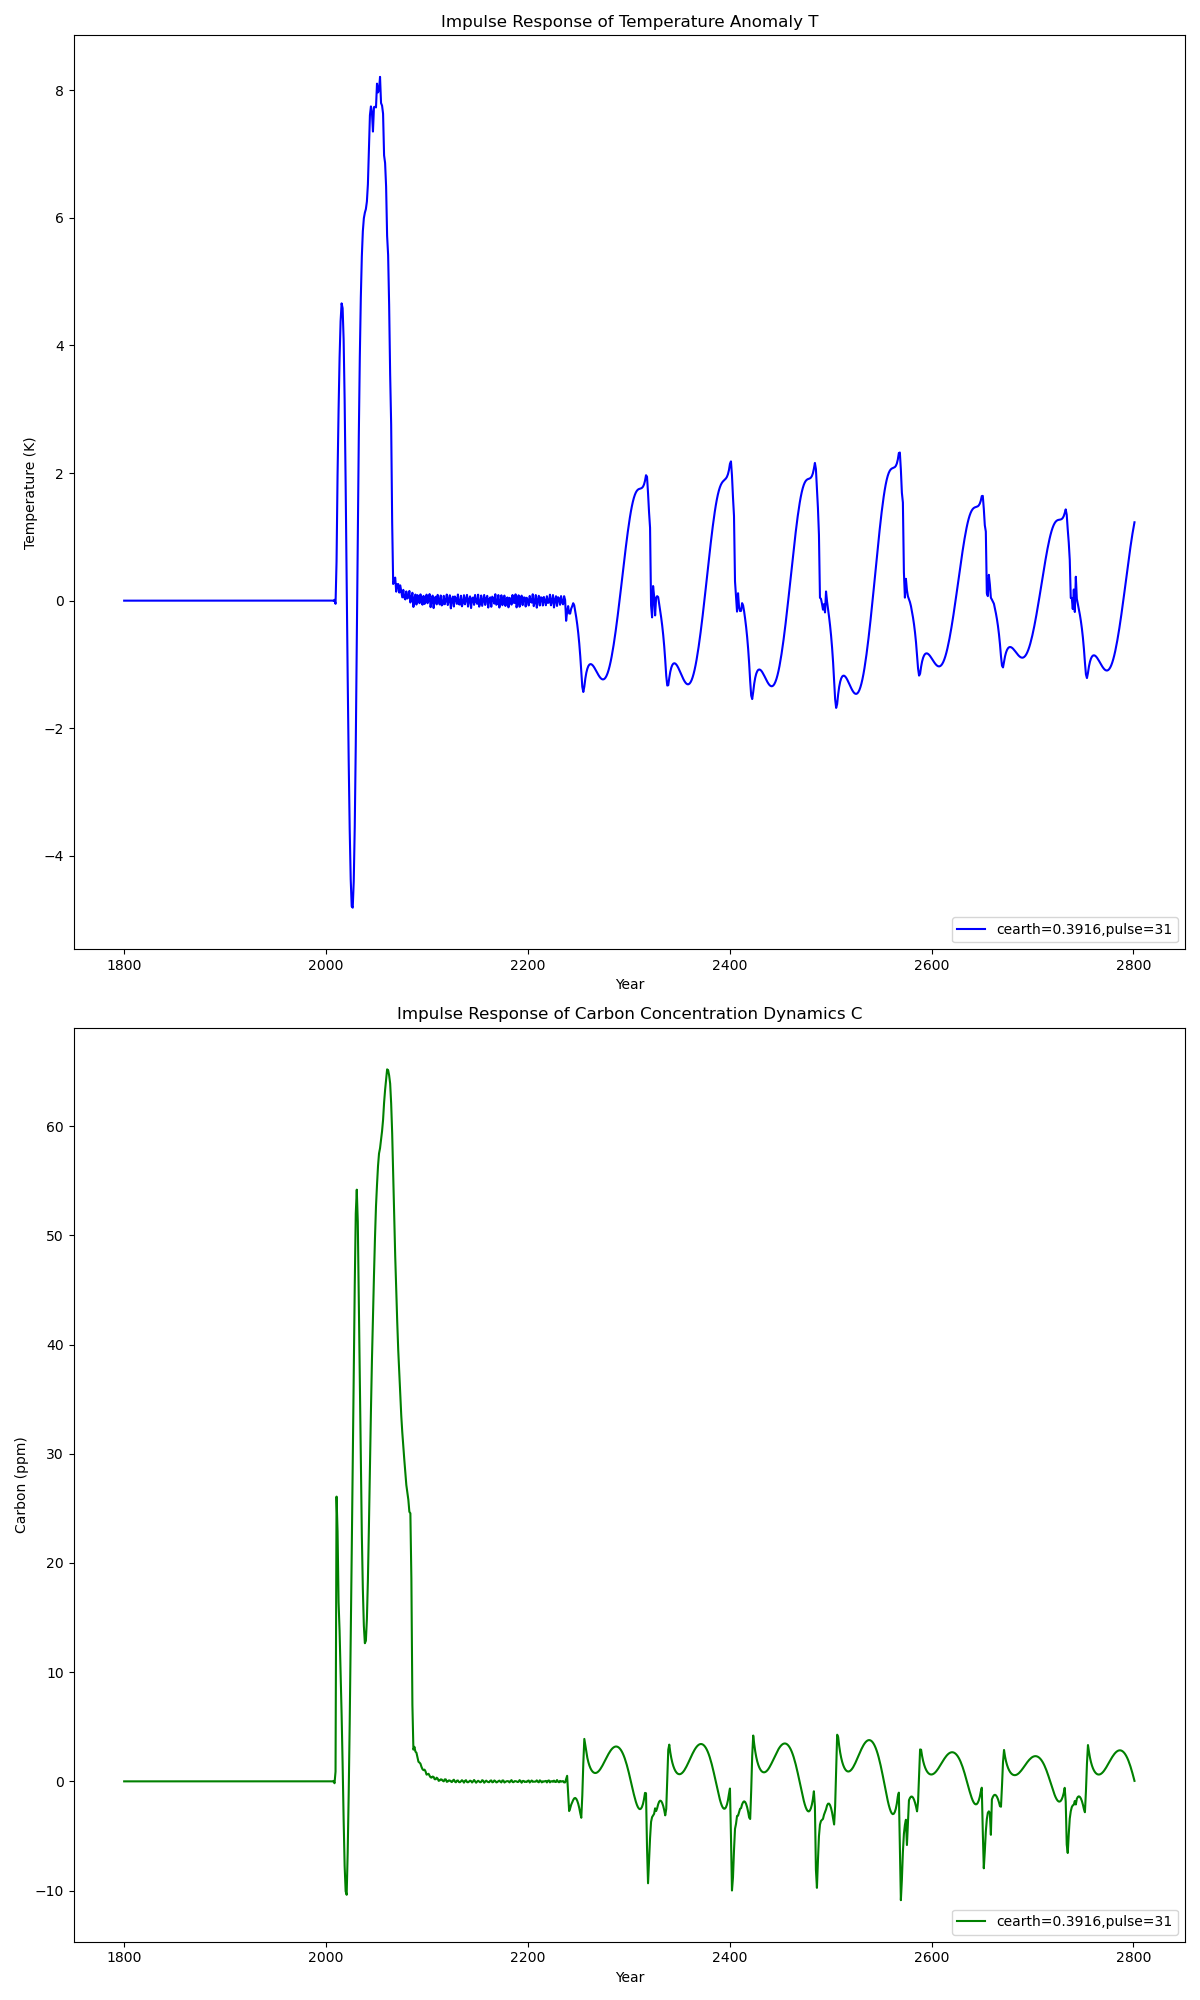 Impulse Response of Temperature Anomaly T
8
6
4
2
0
−2
−4
Temperature (K)
cearth=0.3916,pulse=31
1800 2000 2200 2400 2600 2800
Year
Impulse Response of Carbon Concentration Dynamics C
60
50
40
30
20
10
0
−10
Carbon (ppm)
cearth=0.3916,pulse=31
1800 2000 2200 2400 2600 2800
Year